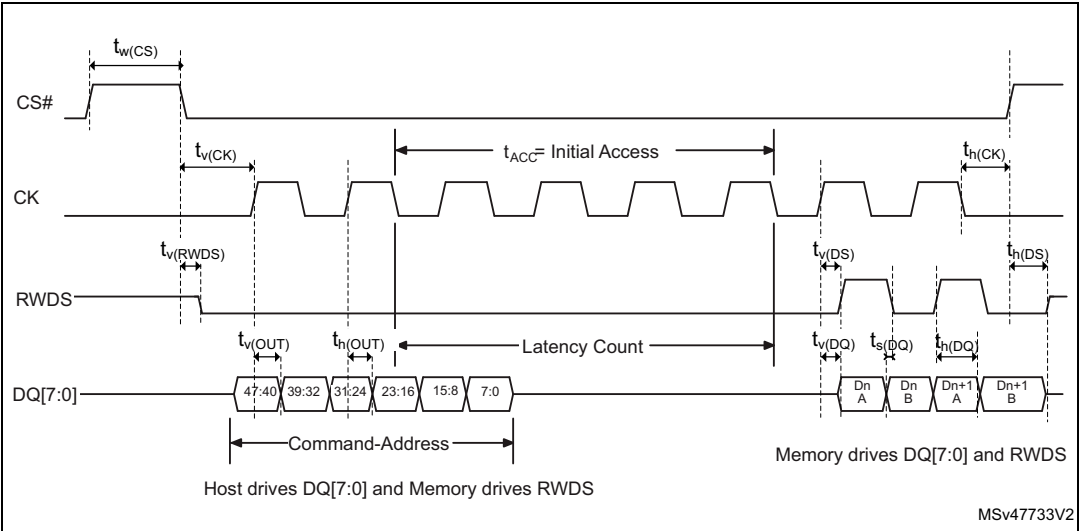 tw(CS)
CS#
tv(CK)
tACC= Initial Access
th(CK)
CK
tv(RWDS)
tv(DS)
th(DS)
RWDS
tv(OUT)
th(OUT)
Latency Count
tv(DQ)
ts(DQ)
th(DQ)
DQ[7:0]
47:40
39:32
31:24
23:16
15:8
7:0
Dn
A
Dn
B
Dn+1
A
Dn+1
B
Command-Address
Memory drives DQ[7:0] and RWDS
Host drives DQ[7:0] and Memory drives RWDS
MSv47733V2